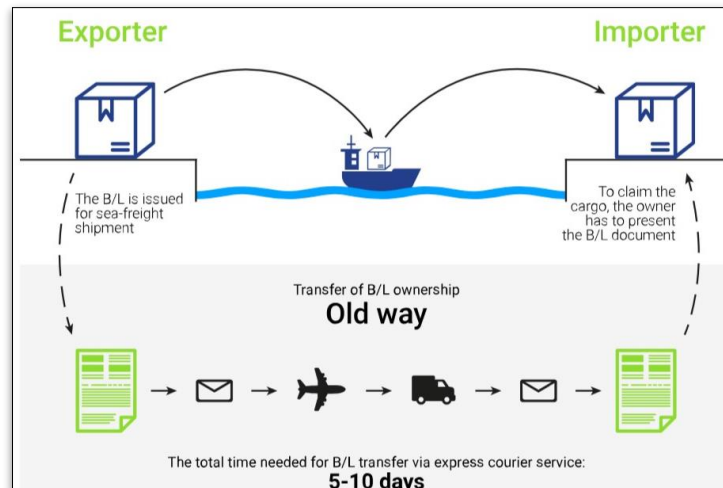 Exporter
Importer
The B/L is issued
for sea-freight
shipment
To claim the
cargo, the owner
has to present
the B/L document
Transfer of B/L ownership
Old way
The total time needed for B/L transfer via express courier service:
5-10 days